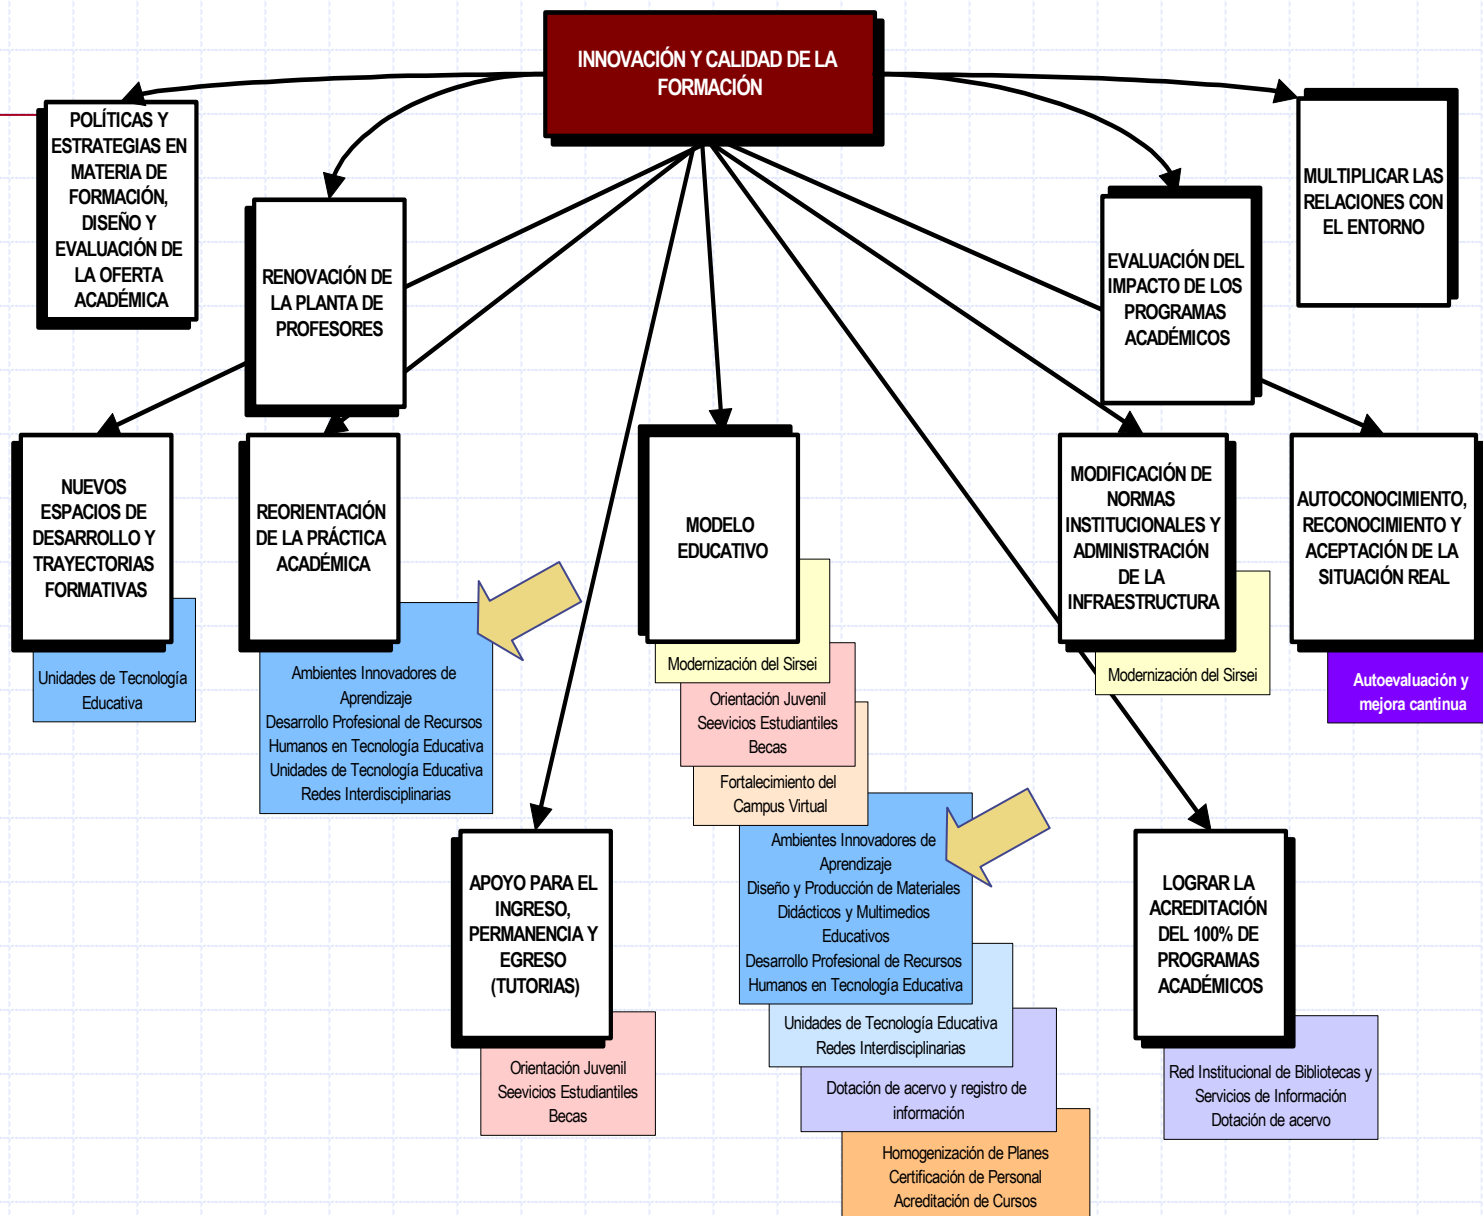 INNOVACIÓN Y CALIDAD DE LA
FORMACIÓN
POLÍTICAS Y
ESTRATEGIAS EN
MATERIA DE
FORMACIÓN,
DISEÑO Y
EVALUACIÓN DE
LA OFERTA
ACADÉMICA
RENOVACIÓN DE
LA PLANTA DE
PROFESORES
EVALUACIÓN DEL
IMPACTO DE LOS
PROGRAMAS
ACADÉMICOS
MULTIPLICAR LAS
RELACIONES CON
EL ENTORNO
NUEVOS
ESPACIOS DE
DESARROLLO Y
TRAYECTORIAS
FORMATIVAS
Unidades de Tecnología
Educativa
REORIENTACIÓN
DE LA PRÁCTICA
ACADÉMICA
Ambientes Innovadores de
Aprendizaje
Desarrollo Profesional de Recursos
Humanos en Tecnología Educativa
Unidades de Tecnología Educativa
Redes Interdisciplinarias
MODELO
EDUCATIVO
Modernización del Sirsei
Orientación Juvenil
Seevicios Estudiantiles
Becas
Fortalecimiento del
Campus Virtual
Ambientes Innovadores de
Aprendizaje
Diseño y Producción de Materiales
Didácticos y Multimedios
Educativos
Desarrollo Profesional de Recursos
Humanos en Tecnología Educativa
Unidades de Tecnología Educativa
Redes Interdisciplinarias
Dotación de acervo y registro de
información
Homogenización de Planes
Certificación de Personal
Acreditación de Cursos
MODIFICACIÓN DE
NORMAS
INSTITUCIONALES Y
ADMINISTRACIÓN
DE LA
INFRAESTRUCTURA
Modernización del Sirsei
AUTOCONOCIMIENTO,
RECONOCIMIENTO Y
ACEPTACIÓN DE LA
SITUACIÓN REAL
Autoevaluación y
mejora cantinua
APOYO PARA EL
INGRESO,
PERMANENCIA Y
EGRESO
(TUTORIAS)
Orientación Juvenil
Seevicios Estudiantiles
Becas
LOGRAR LA
ACREDITACIÓN
DEL 100% DE
PROGRAMAS
ACADÉMICOS
Red Institucional de Bibliotecas y
Servicios de Información
Dotación de acervo